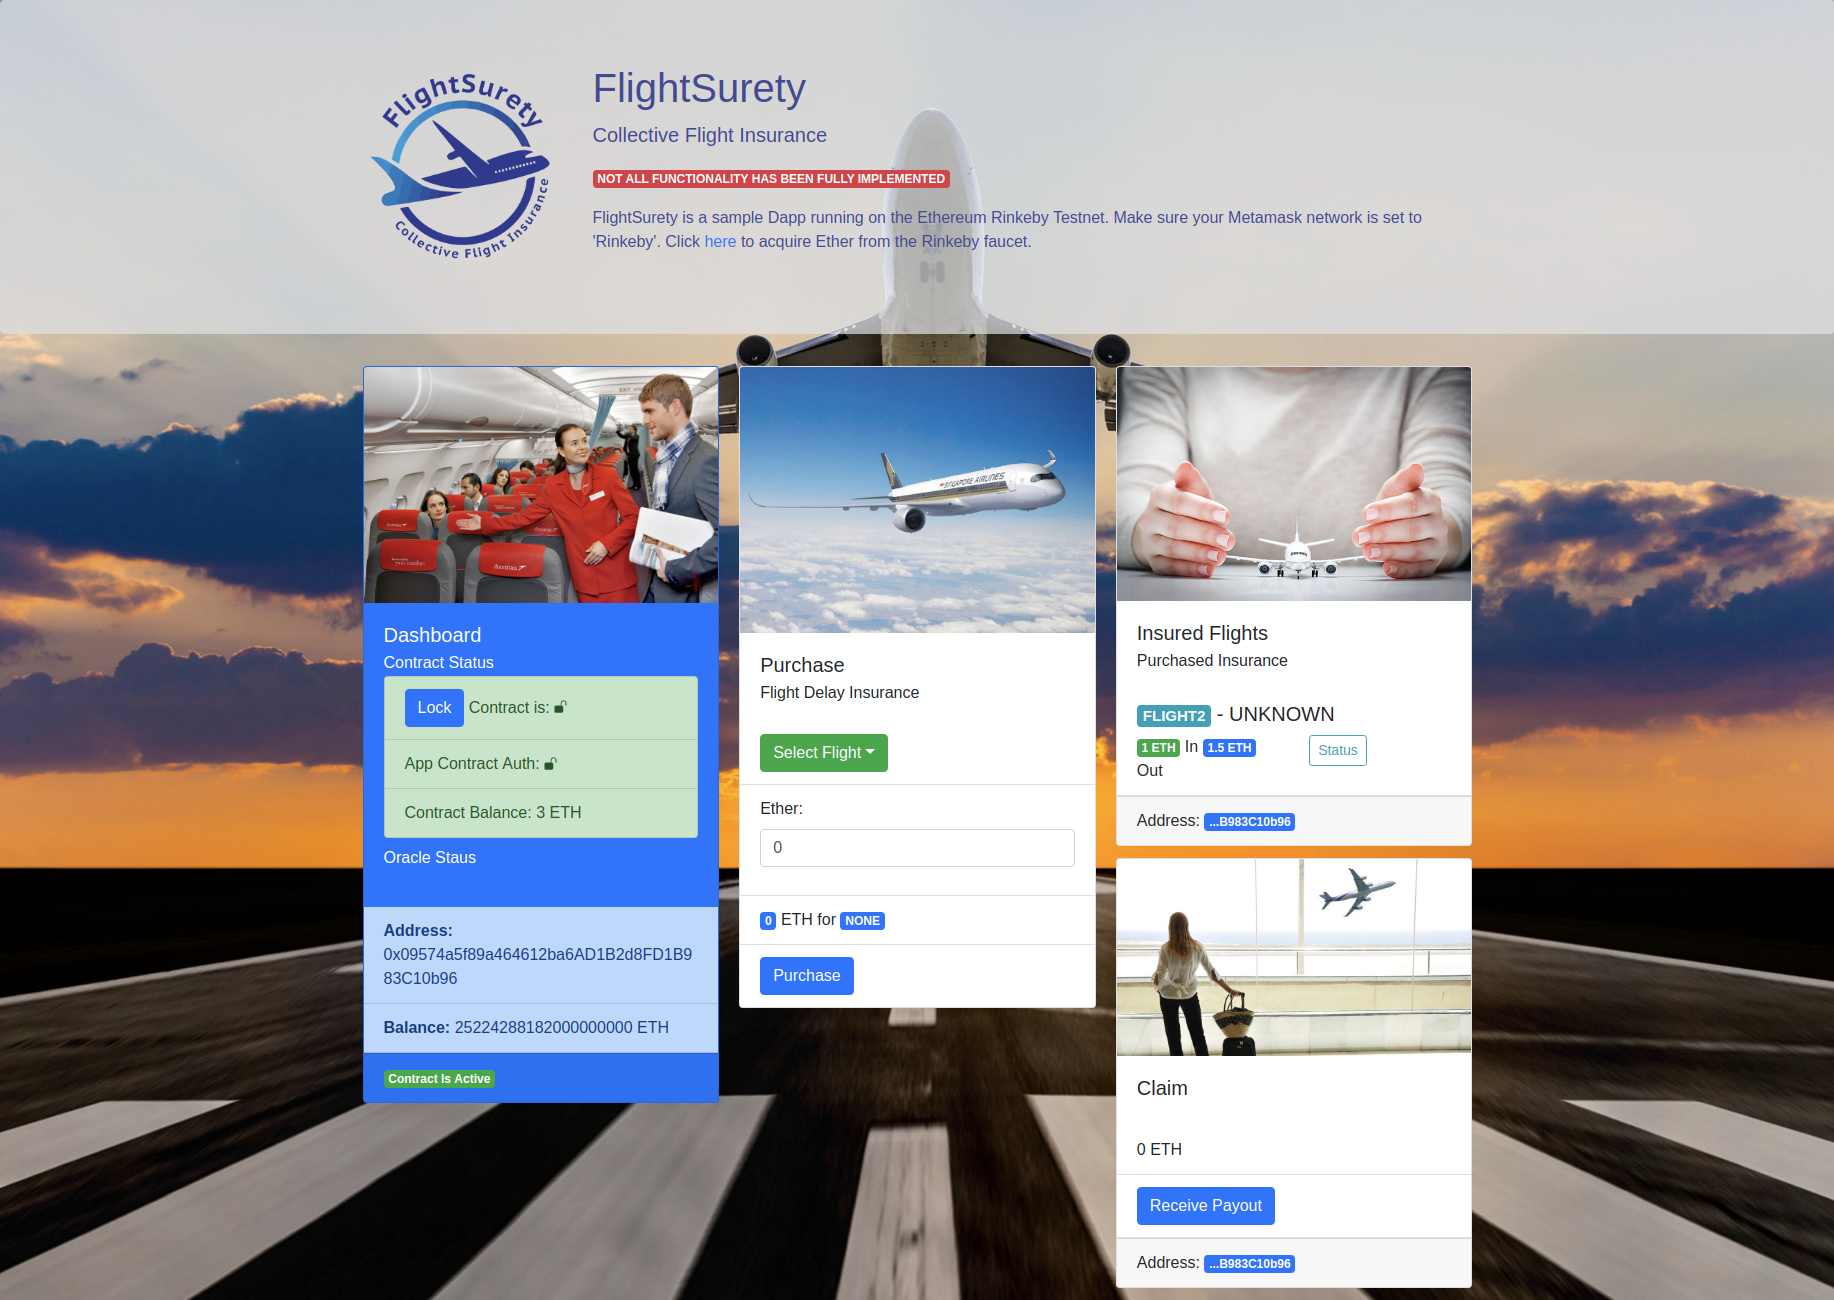 FlightSurety
Collective Flight Insurance
FlightSurety
Collective Flight Insurance
NOT ALL FUNCTIONALITY HAS BEEN FULLY IMPLEMENTED
FlightSurety is a sample Dapp running on the Ethereum Rinkeby Testnet. Make sure your Metamask network is set to
'Rinkeby'. Click here to acquire Ether from the Rinkeby faucet.
Austrian
Dashboard
Contract Status
Lock Contract is:
App Contract Auth:
Contract Balance: 3 ETH
Oracle Staus
Address:
0x09574a5f89a464612ba6AD1B2d8FD1B9
83C10b96
Balance: 25224288182000000000 ETH
Contract Is Active
SINGAPORE AIRLINES
Purchase
Flight Delay Insurance
Select Flight
Ether:
0
0 ETH for NONE
Purchase
Insured Flights
Purchased Insurance
FLIGHT2 - UNKNOWN
1 ETH In 1.5 ETH
Out
Status
Address: ...B983C10b96
Claim
0 ETH
Receive Payout
Address: ...B983C10b96